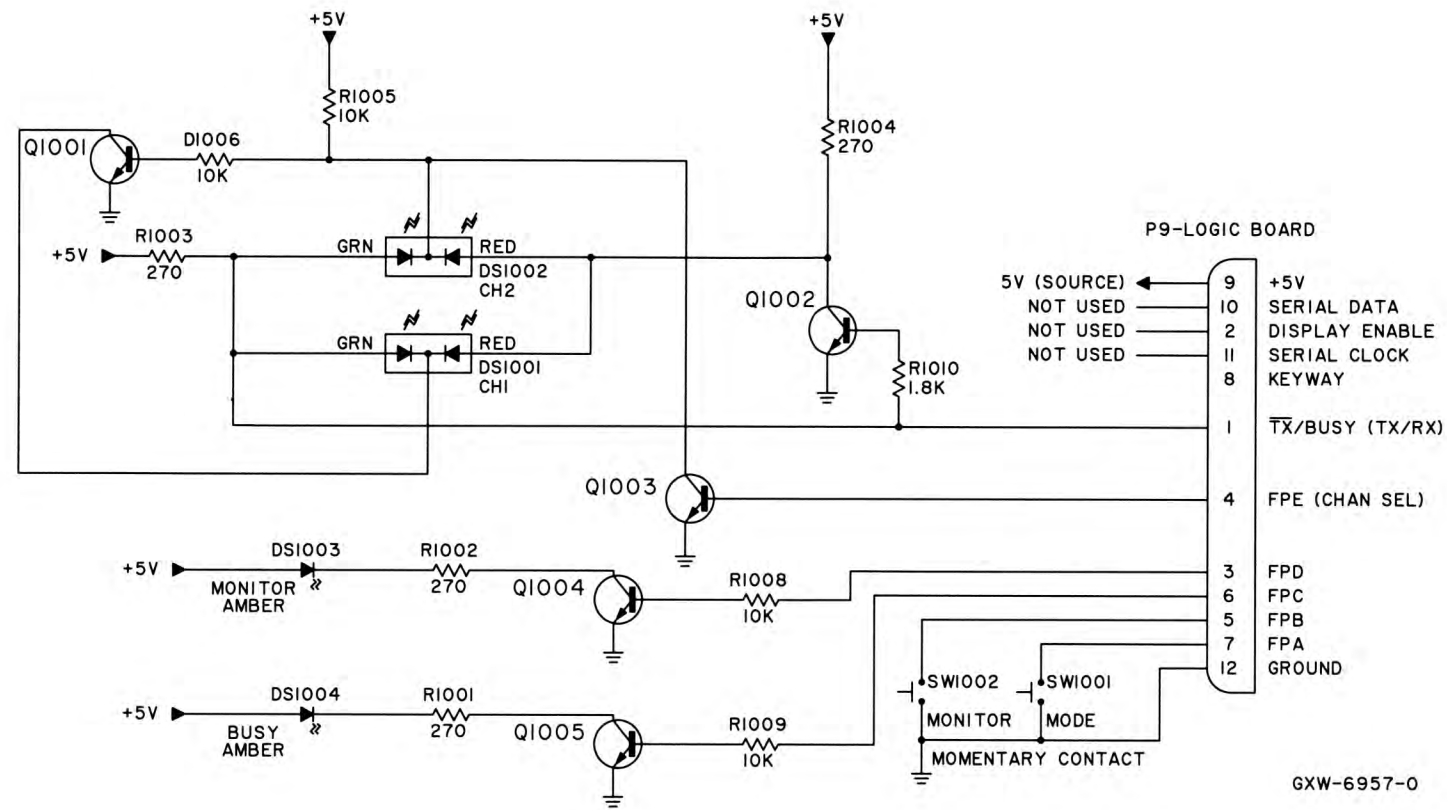 +5V
+5V
R1005
10K
R1004
270
Q1001
D1006
10K
R1003
270
+5V
GRN
RED
DS1002
CH2
GRN
RED
DS1001
CH1
Q1002
R1010
1.8K
Q1003
P9-LOGIC BOARD
5V (SOURCE) 9 +5V
NOT USED 10 SERIAL DATA
NOT USED 2 DISPLAY ENABLE
NOT USED 11 SERIAL CLOCK
8 KEYWAY
1 T̅X̅/BUSY (TX/RX)
4 FPE (CHAN SEL)
3 FPD
6 FPC
5 FPB
7 FPA
12 GROUND
+5V
DS1003
MONITOR
AMBER
R1002
270
Q1004
R1008
10K
+5V
DS1004
BUSY
AMBER
R1001
270
Q1005
R1009
10K
SW1002
MONITOR
SW1001
MODE
MOMENTARY CONTACT
GXW-6957-0